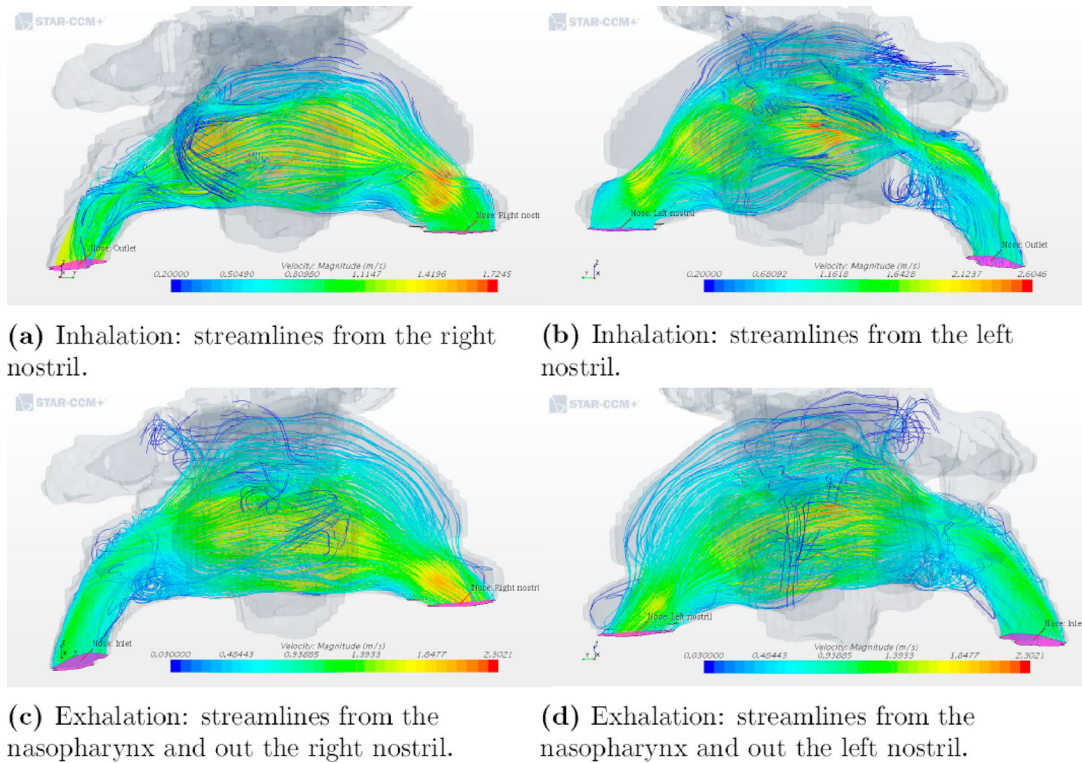 STAR-CCM+
Nose: Outlet
Nose: Right nostri
Velocity: Magnitude (m/s)
0.20000 0.50490 0.80980 1.1147 1.4196 1.7245
(a) Inhalation: streamlines from the right
nostril.
STAR-CCM+
Nose: Left nostril
Nose: Outlet
Velocity: Magnitude (m/s)
0.20000 0.68092 1.1618 1.6428 2.1237 2.6046
(b) Inhalation: streamlines from the left
nostril.
STAR-CCM+
Nose: Right nostri
Nose: Inlet
Velocity: Magnitude (m/s)
0.030000 0.48443 0.93885 1.3933 1.8477 2.3021
(c) Exhalation: streamlines from the
nasopharynx and out the right nostril.
STAR-CCM+
Nose: Left nostril
Nose: Inle
Velocity: Magnitude (m/s)
0.030000 0.48443 0.93885 1.3933 1.8477 2.3021
(d) Exhalation: streamlines from the
nasopharynx and out the left nostril.